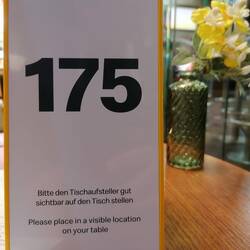 175
Bitte den Tischaufsteller gut
sichtbar auf den Tisch stellen
Please place in a visible location
on your table